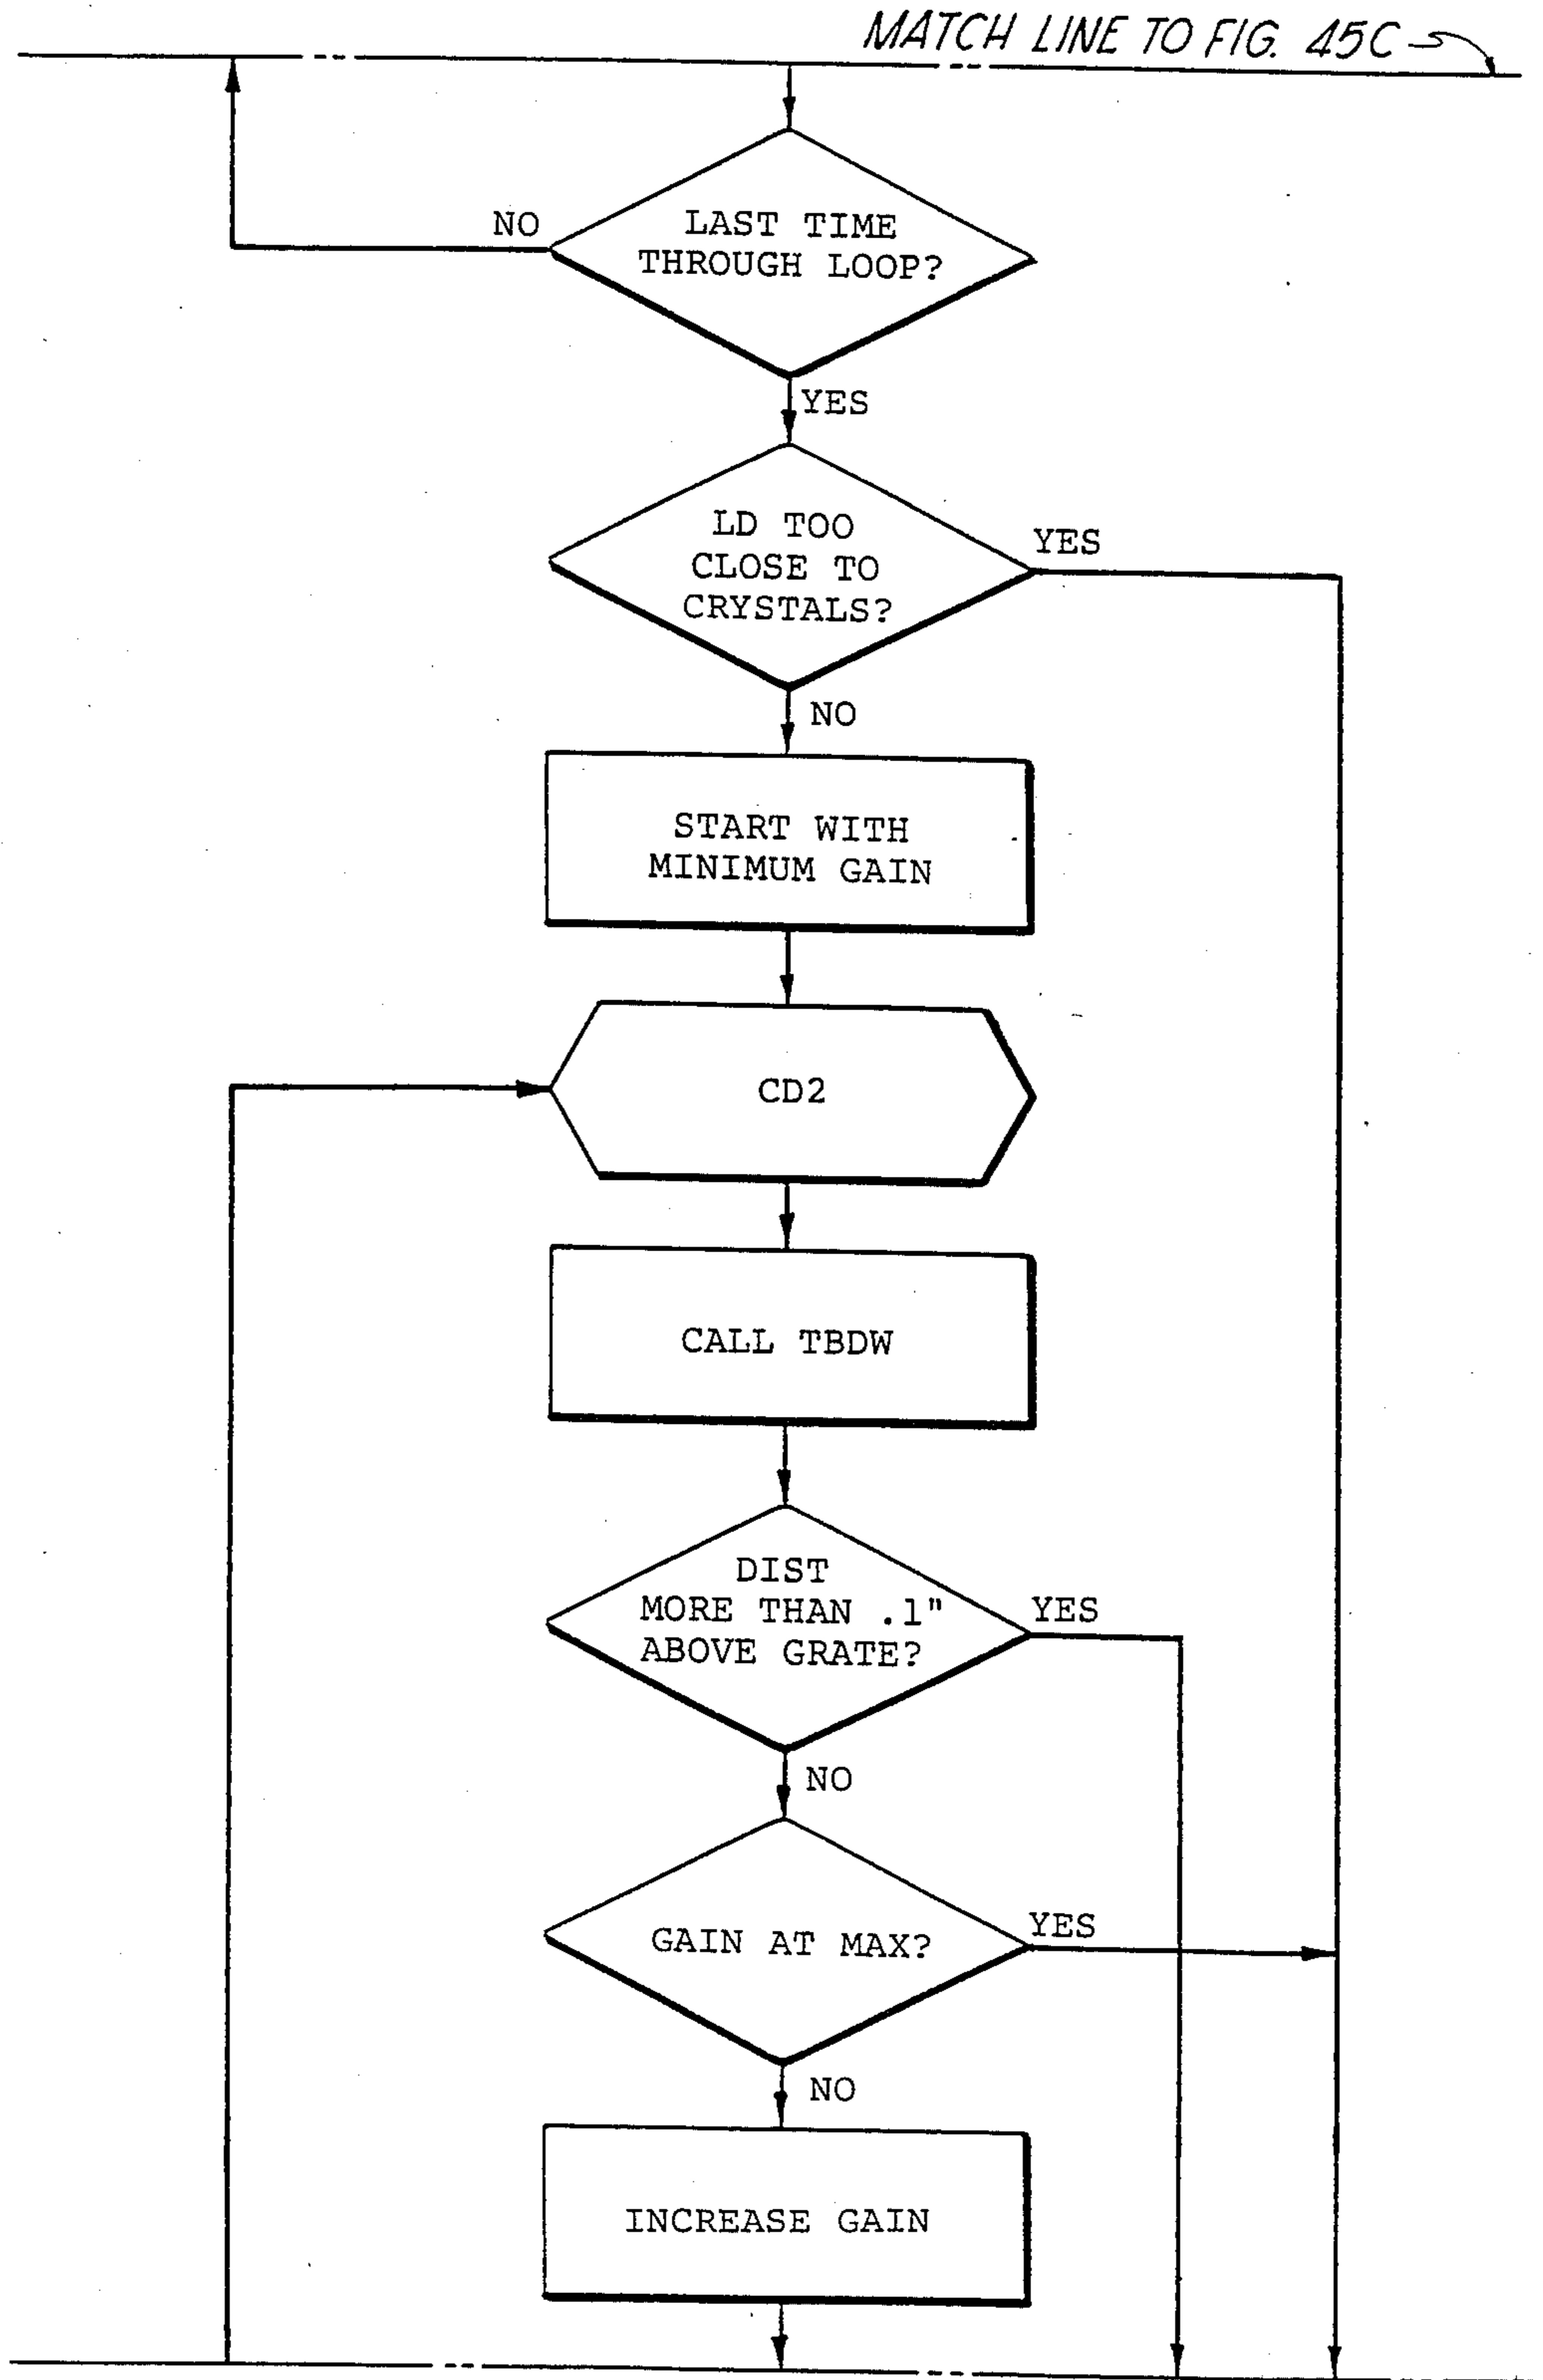 MATCH LINE TO FIG. 45C
NO
LAST TIME
THROUGH LOOP?
YES
LD TOO
CLOSE TO
CRYSTALS?
YES
NO
START WITH
MINIMUM GAIN
CD2
CALL TBDW
DIST
MORE THAN .1"
ABOVE GRATE?
YES
NO
GAIN AT MAX?
YES
NO
INCREASE GAIN